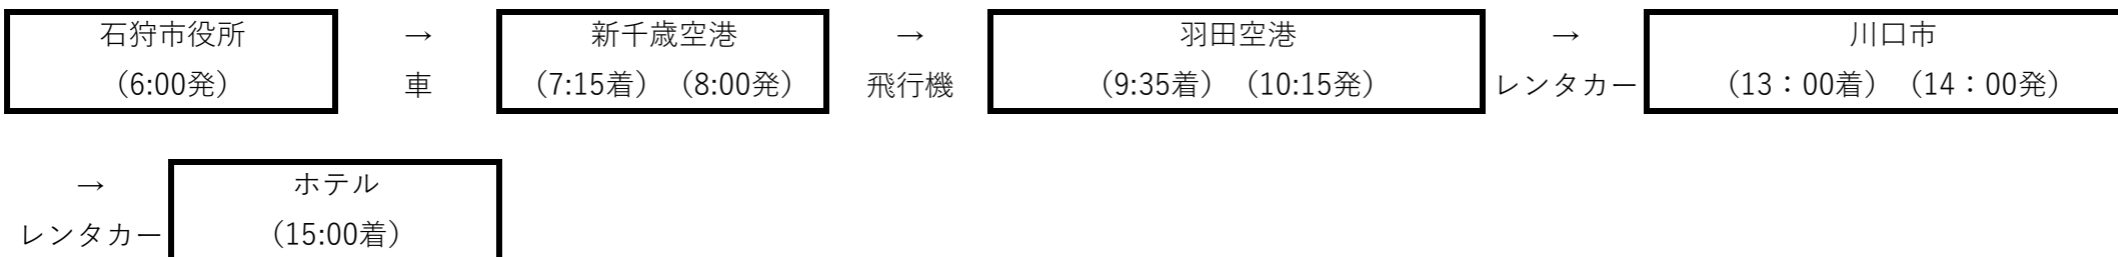 石狩市役所 → 新千歳空港 → 羽田空港 → 川口市
（6:00発） 車 （7:15着）（8:00発） 飛行機 （9:35着）（10:15発） レンタカー （13：00着）（14：00発）
→ ホテル
レンタカー （15:00着）